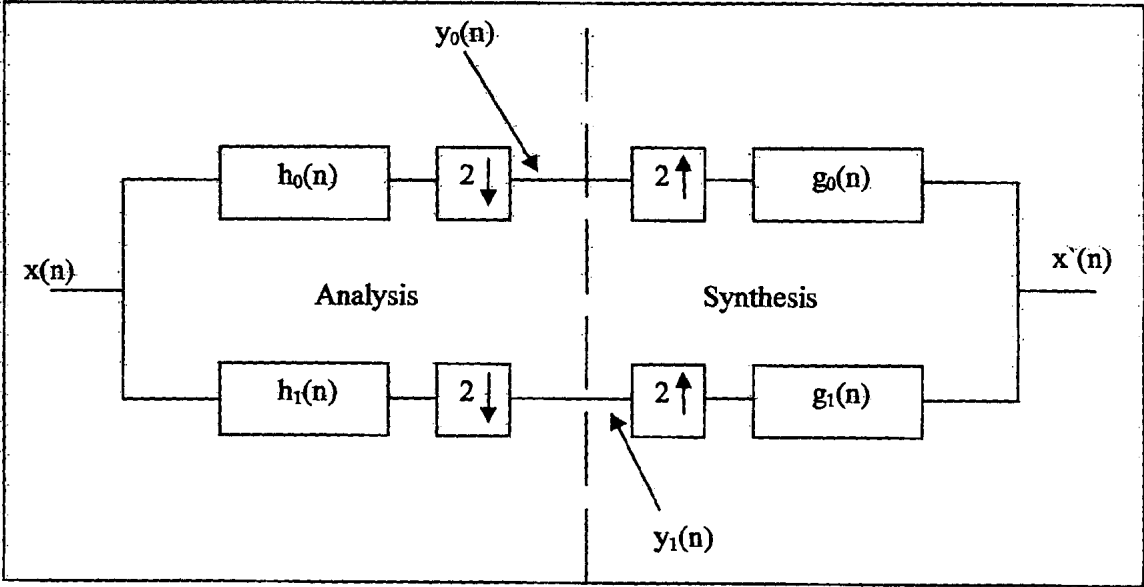 y₀(n)
h₀(n)
2↓
2↑
g₀(n)
x(n)
Analysis
Synthesis
x`(n)
h₁(n)
2↓
2↑
g₁(n)
y₁(n)